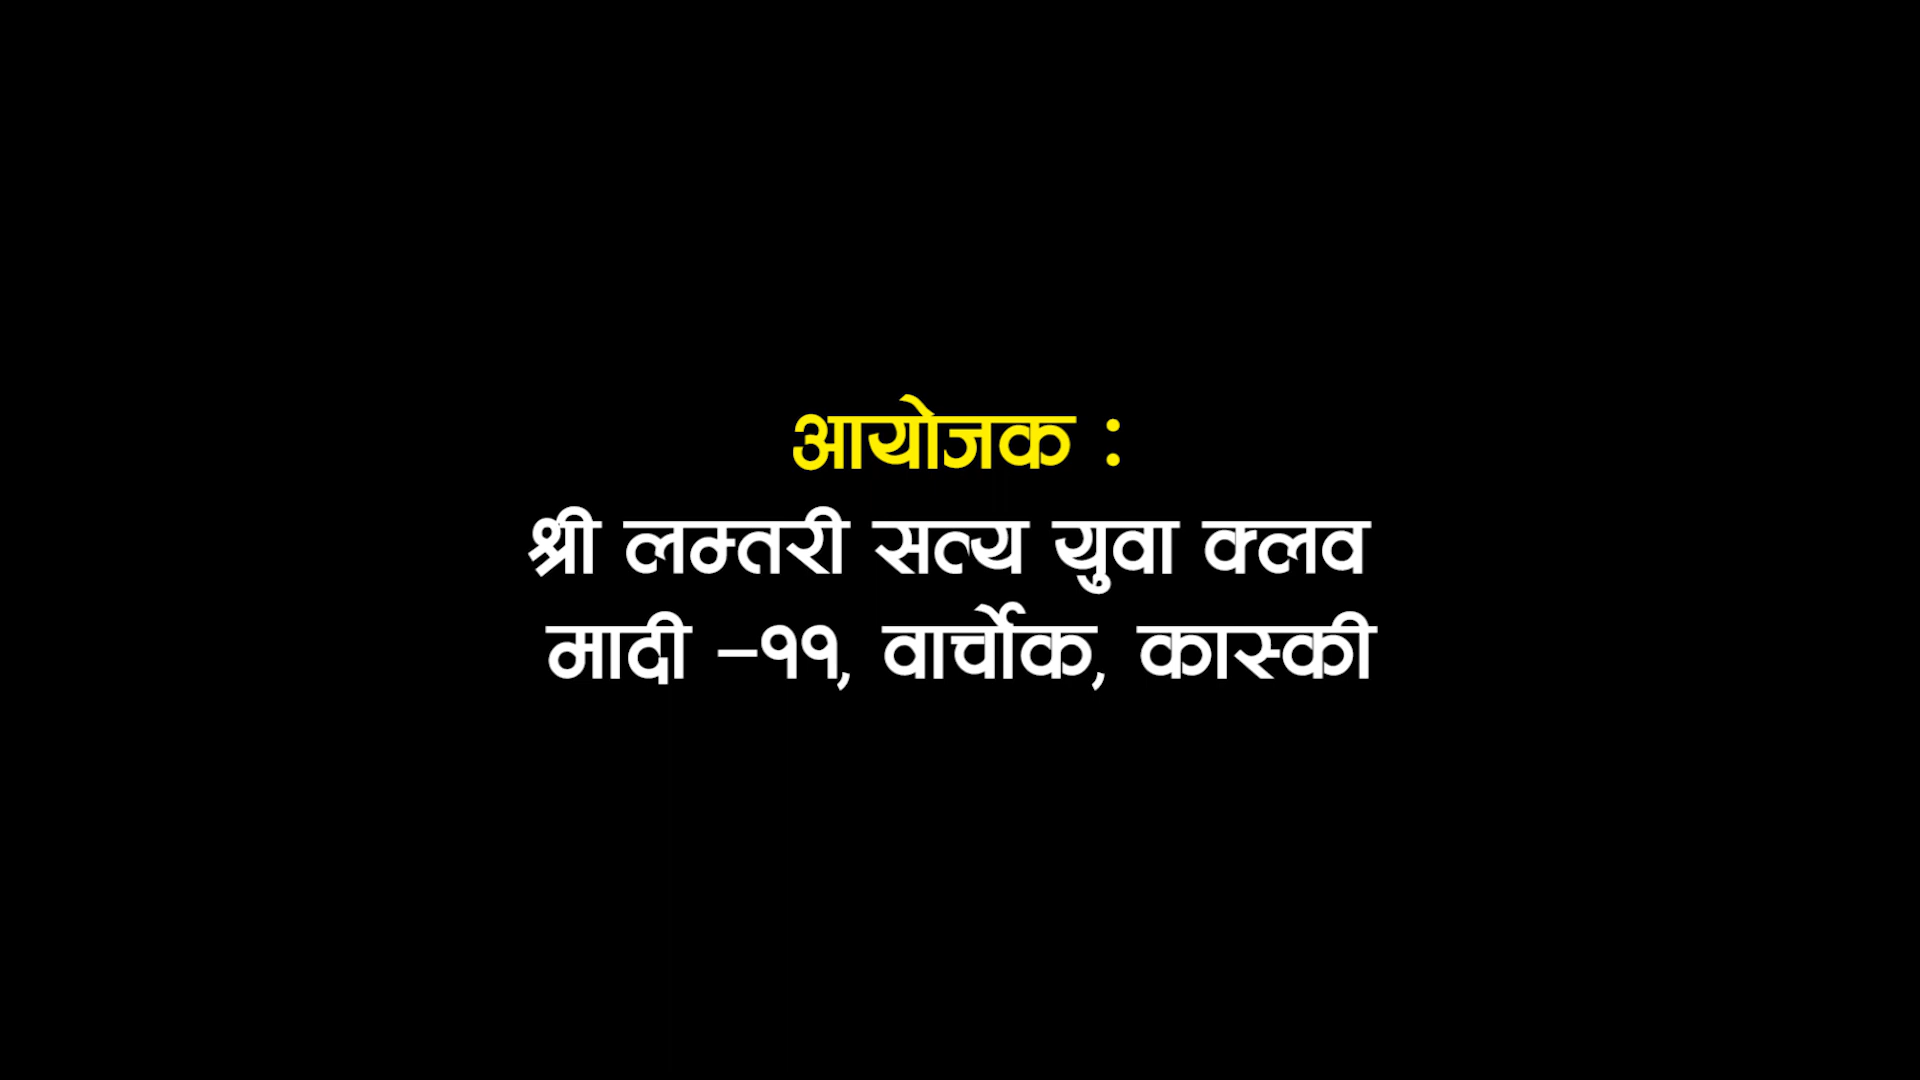 आयोजक :
श्री लम्तरी सत्य युवा क्लव
मादी -११, वार्चोक, कास्की